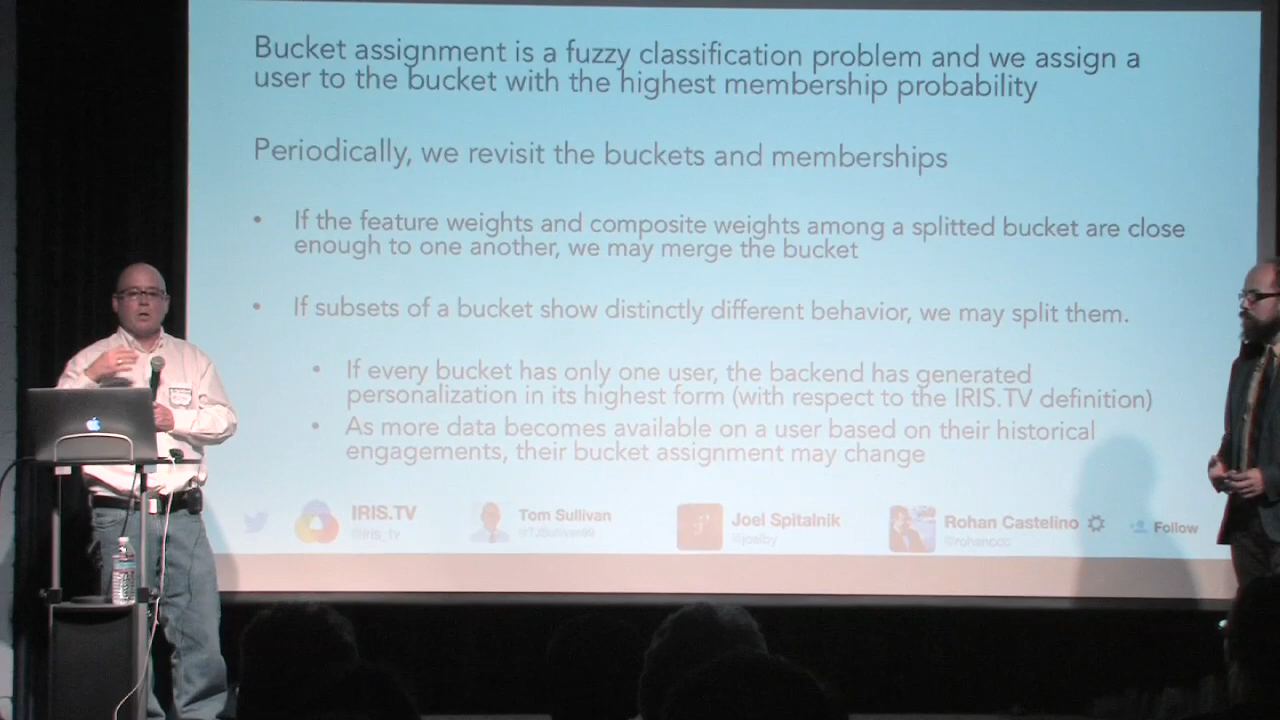 Bucket assignment is a fuzzy classification problem and we assign a
user to the bucket with the highest membership probability
Periodically, we revisit the buckets and memberships
• If the feature weights and composite weights among a splitted bucket are close
enough to one another, we may merge the bucket
• If subsets of a bucket show distinctly different behavior, we may split them.
• If every bucket has only one user, the backend has generated
personalization in its highest form (with respect to the IRIS.TV definition)
• As more data becomes available on a user based on their historical
engagements, their bucket assignment may change
IRIS.TV
@iris_tv
Tom Sullivan
Joel Spitalnik
@joelby
Rohan Castelino
Follow